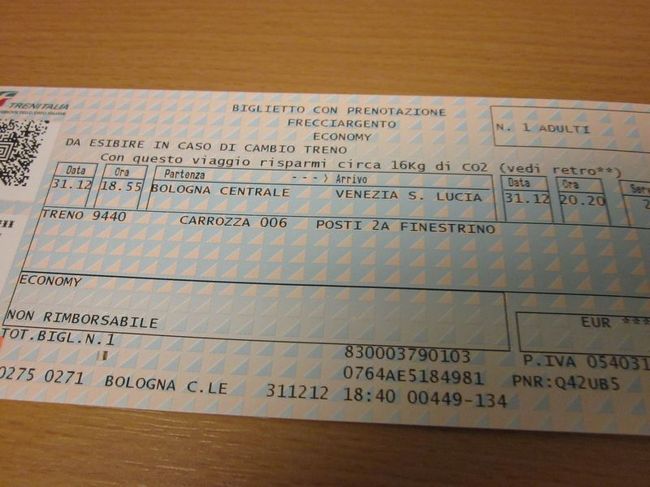 TRENITALIA
BIGLIETTO CON PRENOTAZIONE
FRECCIARGENTO
ECONOMY
N. 1 ADULTI
DA ESIBIRE IN CASO DI CAMBIO TRENO
Con questo viaggio risparmi circa 16Kg di CO2 (vedi retro**)
Data Ora Partenza ---> Arrivo Data Ora
31.12 18.55 BOLOGNA CENTRALE VENEZIA S. LUCIA 31.12 20.20
TRENO 9440 CARROZZA 006 POSTI 2A FINESTRINO
ECONOMY
NON RIMBORSABILE
EUR ***
TOT.BIGL.N.1
830003790103 P.IVA 05403
0764AE5184981 PNR:Q42UB5
0275 0271 BOLOGNA C.LE 311212 18:40 00449-134